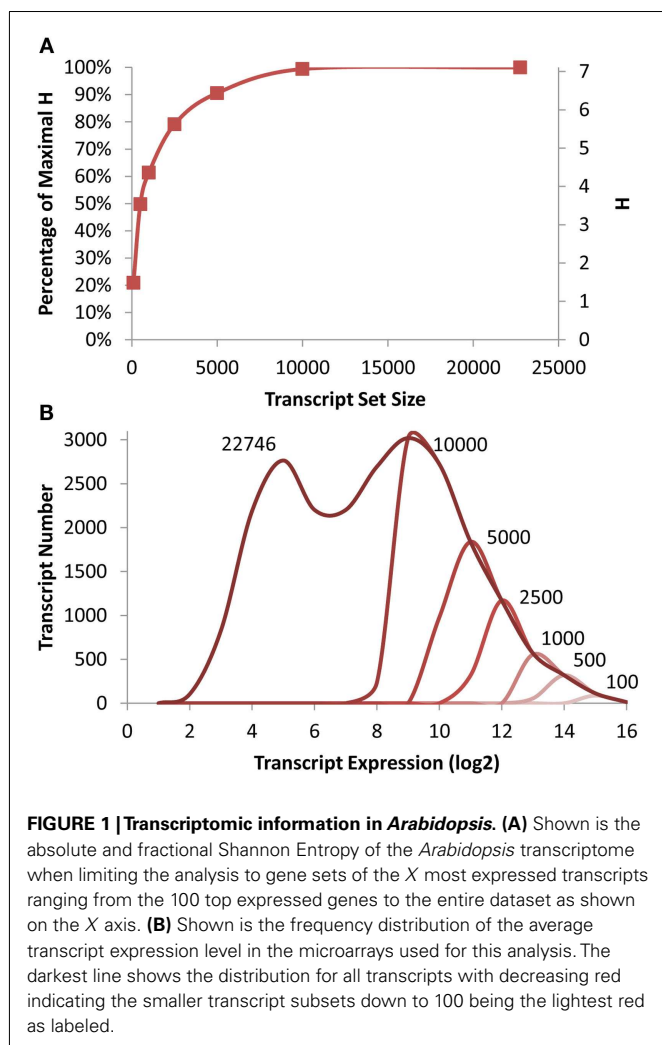 A
100%
90%
80%
70%
60%
50%
40%
30%
20%
10%
0%
Percentage of Maximal H
7
6
5
4
3
2
1
0
H
0 5000 10000 15000 20000 25000
Transcript Set Size
B
3000
2500
2000
1500
1000
500
0
Transcript Number
22746
10000
5000
2500
1000
500
100
0 2 4 6 8 10 12 14 16
Transcript Expression (log2)
FIGURE 1 | Transcriptomic information in Arabidopsis. (A) Shown is the
absolute and fractional Shannon Entropy of the Arabidopsis transcriptome
when limiting the analysis to gene sets of the X most expressed transcripts
ranging from the 100 top expressed genes to the entire dataset as shown
on the X axis. (B) Shown is the frequency distribution of the average
transcript expression level in the microarrays used for this analysis. The
darkest line shows the distribution for all transcripts with decreasing red
indicating the smaller transcript subsets down to 100 being the lightest red
as labeled.